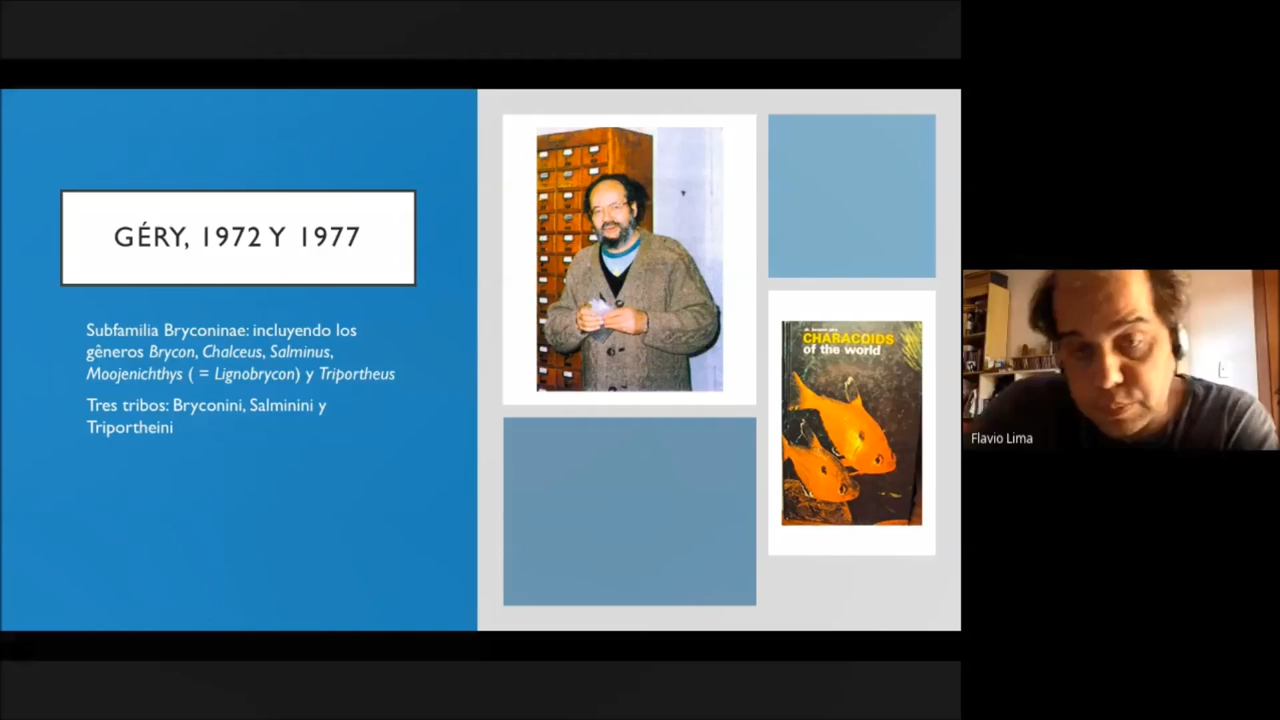 GÉRY, 1972 Y 1977
Subfamilia Bryconinae: incluyendo los
gêneros Brycon, Chalceus, Salminus,
Moojenichthys ( = Lignobrycon) y Triportheus
Tres tribos: Bryconini, Salminini y
Triportheini
CHARACOIDS
of the world
Flavio Lima